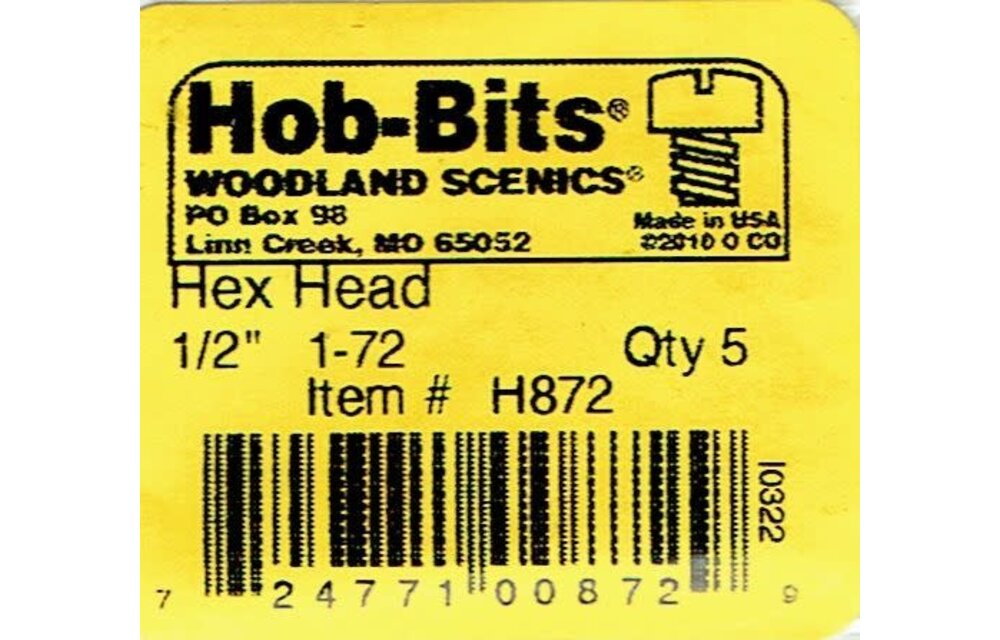 Hob-Bits®
WOODLAND SCENICS®
PO Box 98
Linn Creek, MO 65052
Made in USA
©2010 O CO
Hex Head
1/2" 1-72 Qty 5
Item # H872
I0322
7 24771 00872 9